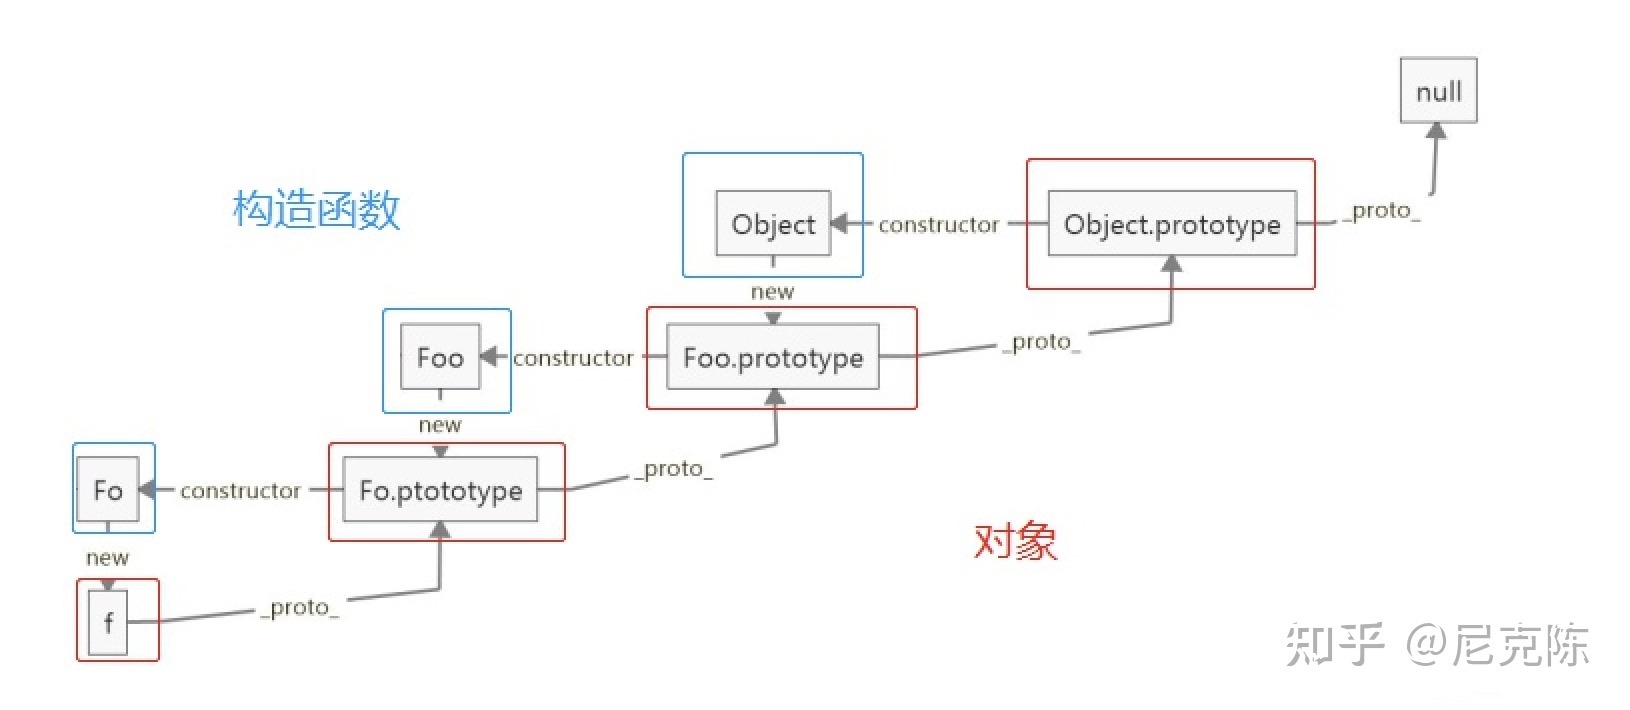 null
构造函数
Object
constructor
Object.prototype
_proto_
new
Foo
constructor
Foo.prototype
_proto_
new
Fo
constructor
Fo.ptototype
_proto_
对象
new
f
_proto_
知乎 @尼克陈